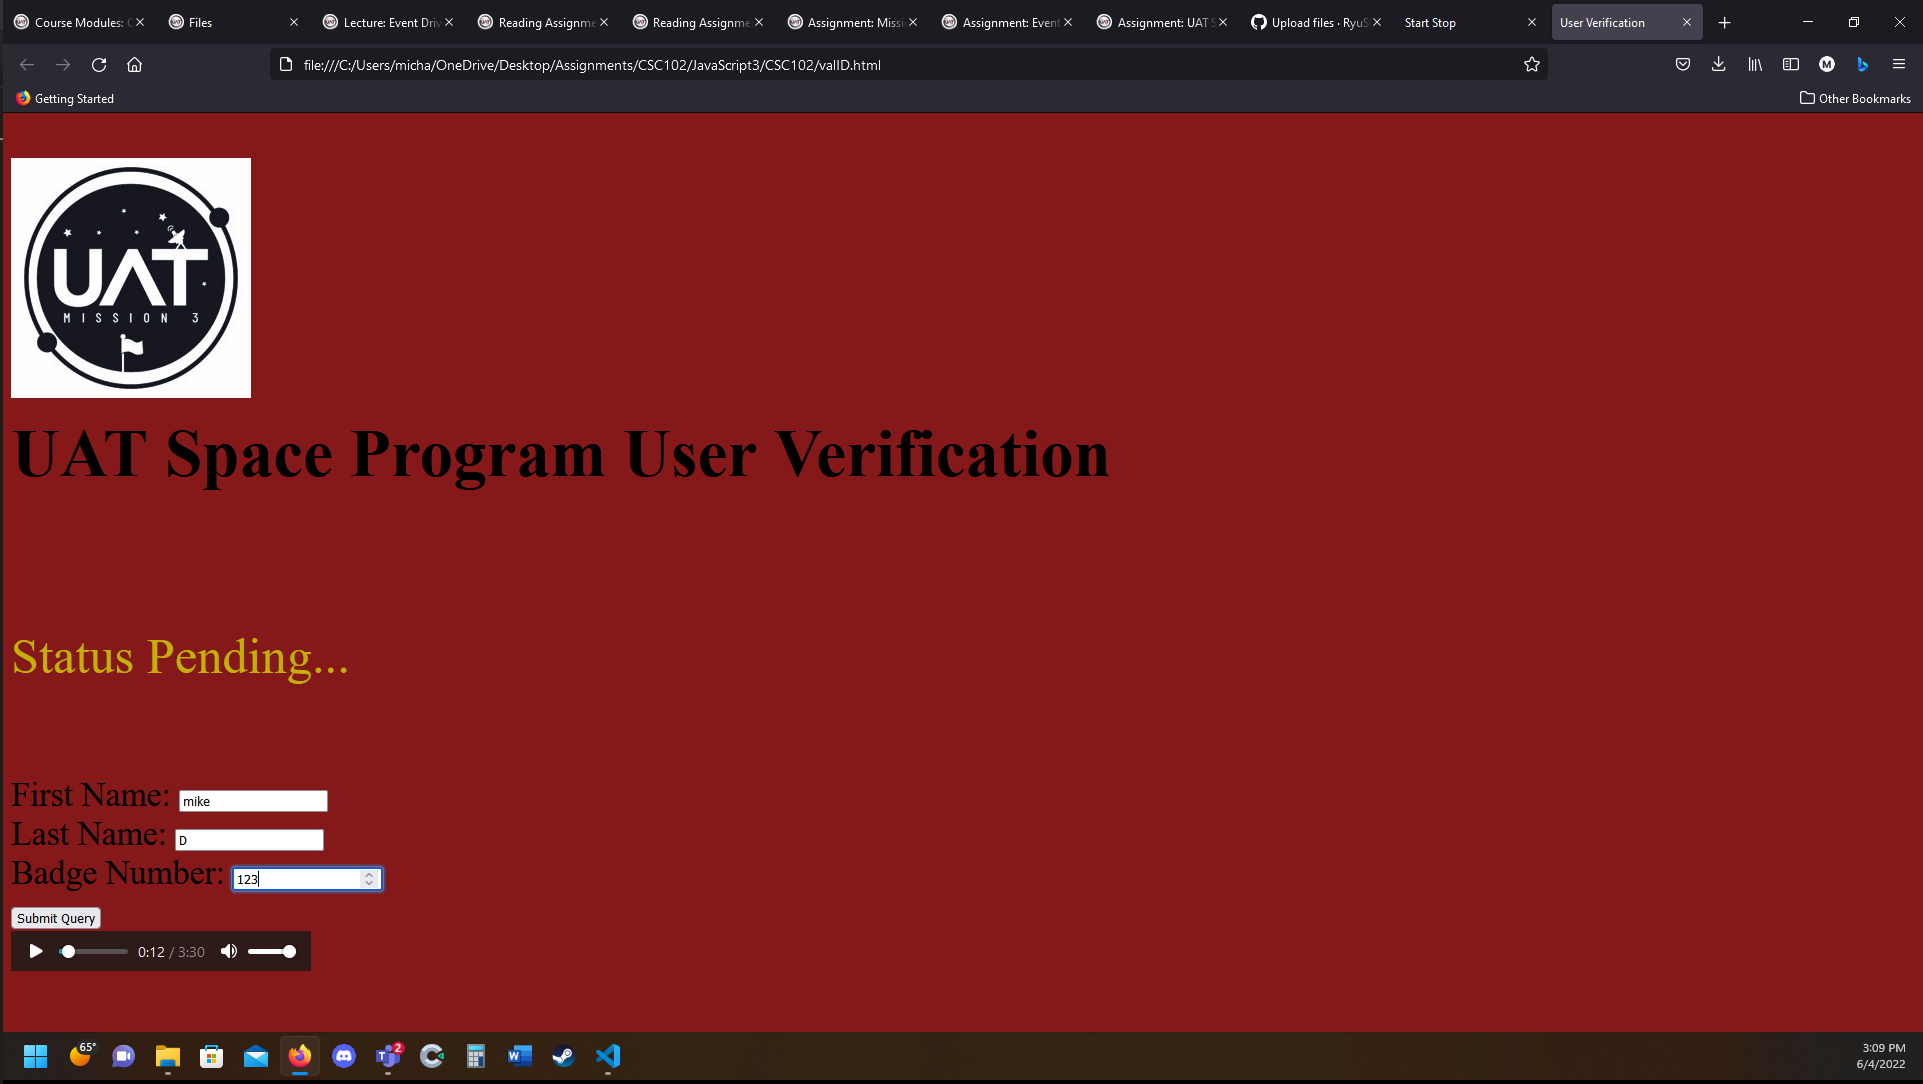 Course Modules: C
Files
Lecture: Event Driv
Reading Assignme
Reading Assignme
Assignment: Missi
Assignment: Event
Assignment: UAT S
Upload files · RyuS
Start Stop
User Verification
file:///C:/Users/micha/OneDrive/Desktop/Assignments/CSC102/JavaScript3/CSC102/valID.html
M
Getting Started
Other Bookmarks
UAT
MISSION 3
UAT Space Program User Verification
Status Pending...
First Name: mike
Last Name: D
Badge Number: 123
Submit Query
0:12 / 3:30
65°
2
3:09 PM
6/4/2022